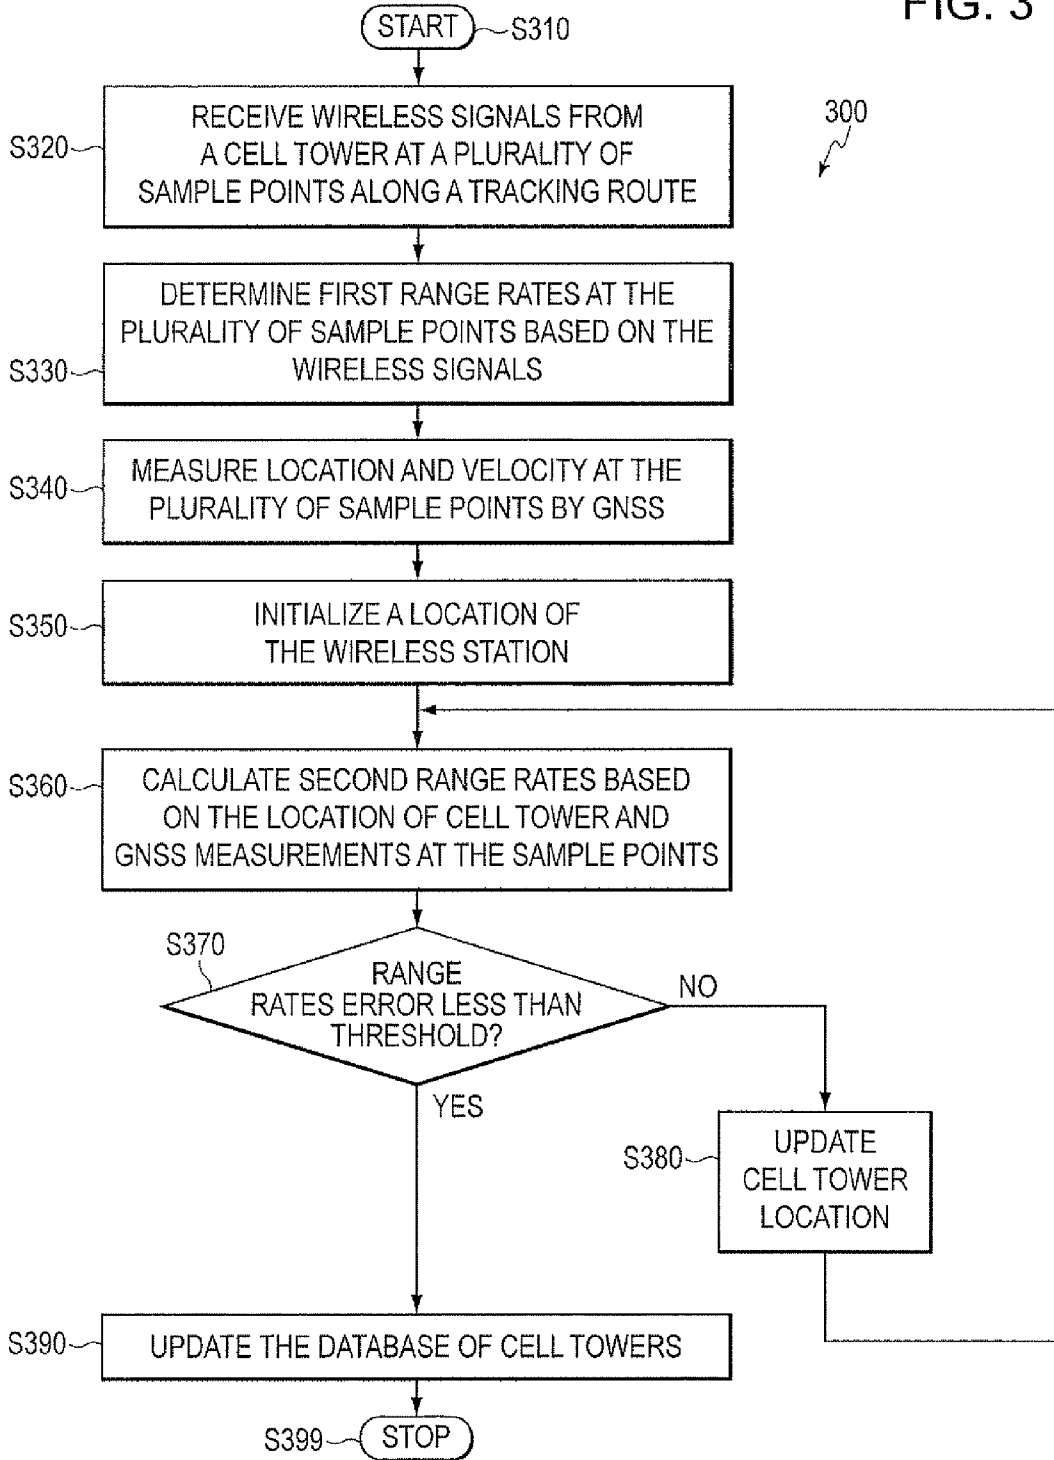 FIG. 3
START
S310
300
S320
RECEIVE WIRELESS SIGNALS FROM
A CELL TOWER AT A PLURALITY OF
SAMPLE POINTS ALONG A TRACKING ROUTE
DETERMINE FIRST RANGE RATES AT THE
PLURALITY OF SAMPLE POINTS BASED ON THE
WIRELESS SIGNALS
S330
S340
MEASURE LOCATION AND VELOCITY AT THE
PLURALITY OF SAMPLE POINTS BY GNSS
S350
INITIALIZE A LOCATION OF
THE WIRELESS STATION
S360
CALCULATE SECOND RANGE RATES BASED
ON THE LOCATION OF CELL TOWER AND
GNSS MEASUREMENTS AT THE SAMPLE POINTS
S370
RANGE
RATES ERROR LESS THAN
THRESHOLD?
NO
YES
S380
UPDATE
CELL TOWER
LOCATION
S390
UPDATE THE DATABASE OF CELL TOWERS
S399
STOP